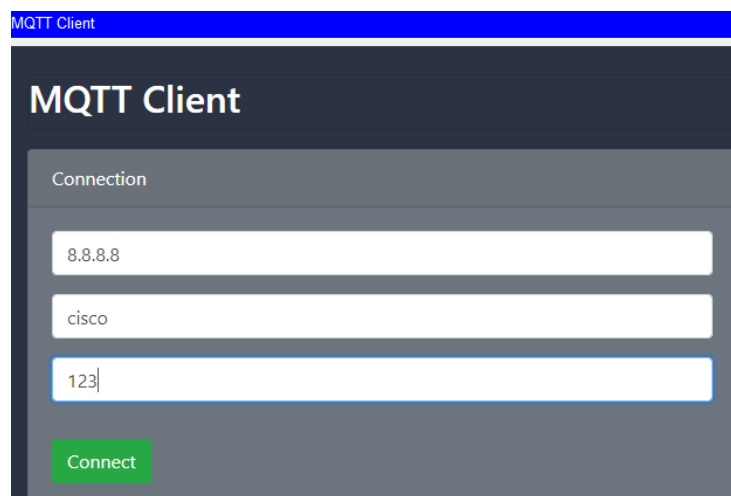 MQTT Client
MQTT Client
Connection
8.8.8.8
cisco
123
Connect